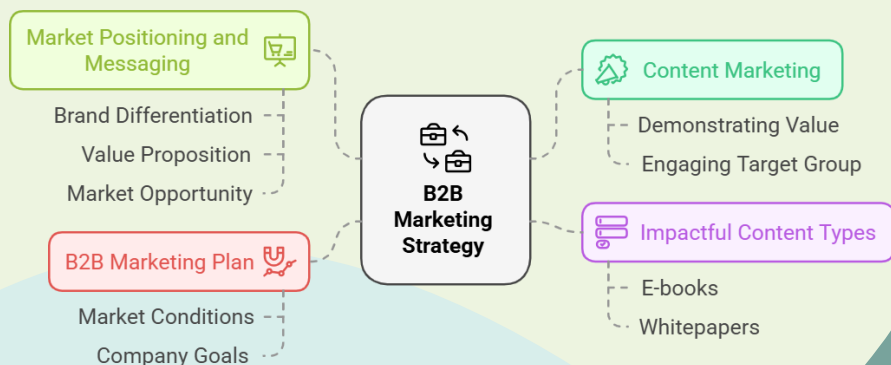 Market Positioning and
Messaging
Brand Differentiation
Value Proposition
Market Opportunity
B2B Marketing Plan
Market Conditions
Company Goals
B2B
Marketing
Strategy
Content Marketing
Demonstrating Value
Engaging Target Group
Impactful Content Types
E-books
Whitepapers